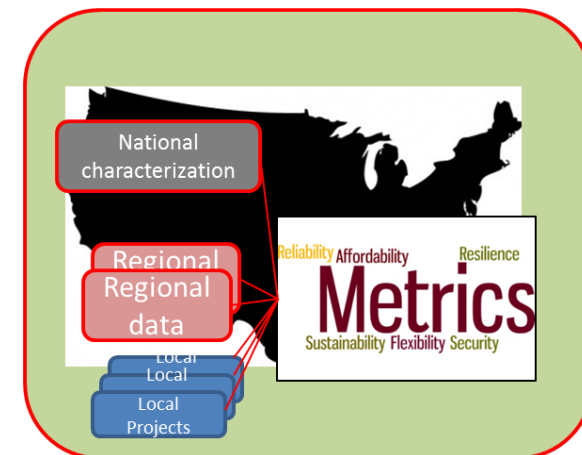 National
characterization
Reliability Affordability Resilience
Metrics
Sustainability Flexibility Security
Regional
Regional
data
Local
Local
Local
Projects